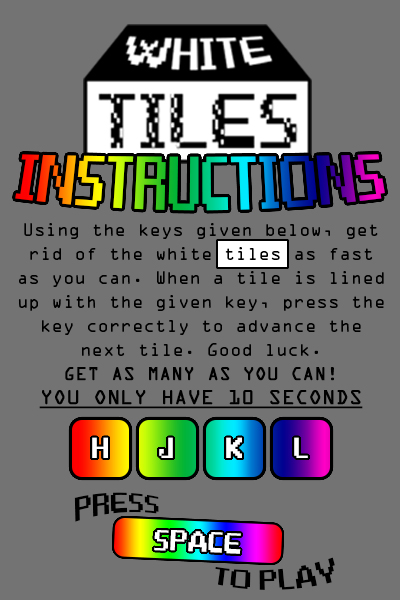 WHITE
TILES
INSTRUCTIONS
Using the keys given below, get
rid of the white tiles as fast
as you can. When a tile is lined
up with the given key, press the
key correctly to advance the
next tile. Good luck.
GET AS MANY AS YOU CAN!
YOU ONLY HAVE 10 SECONDS
H J K L
PRESS
SPACE
TO PLAY